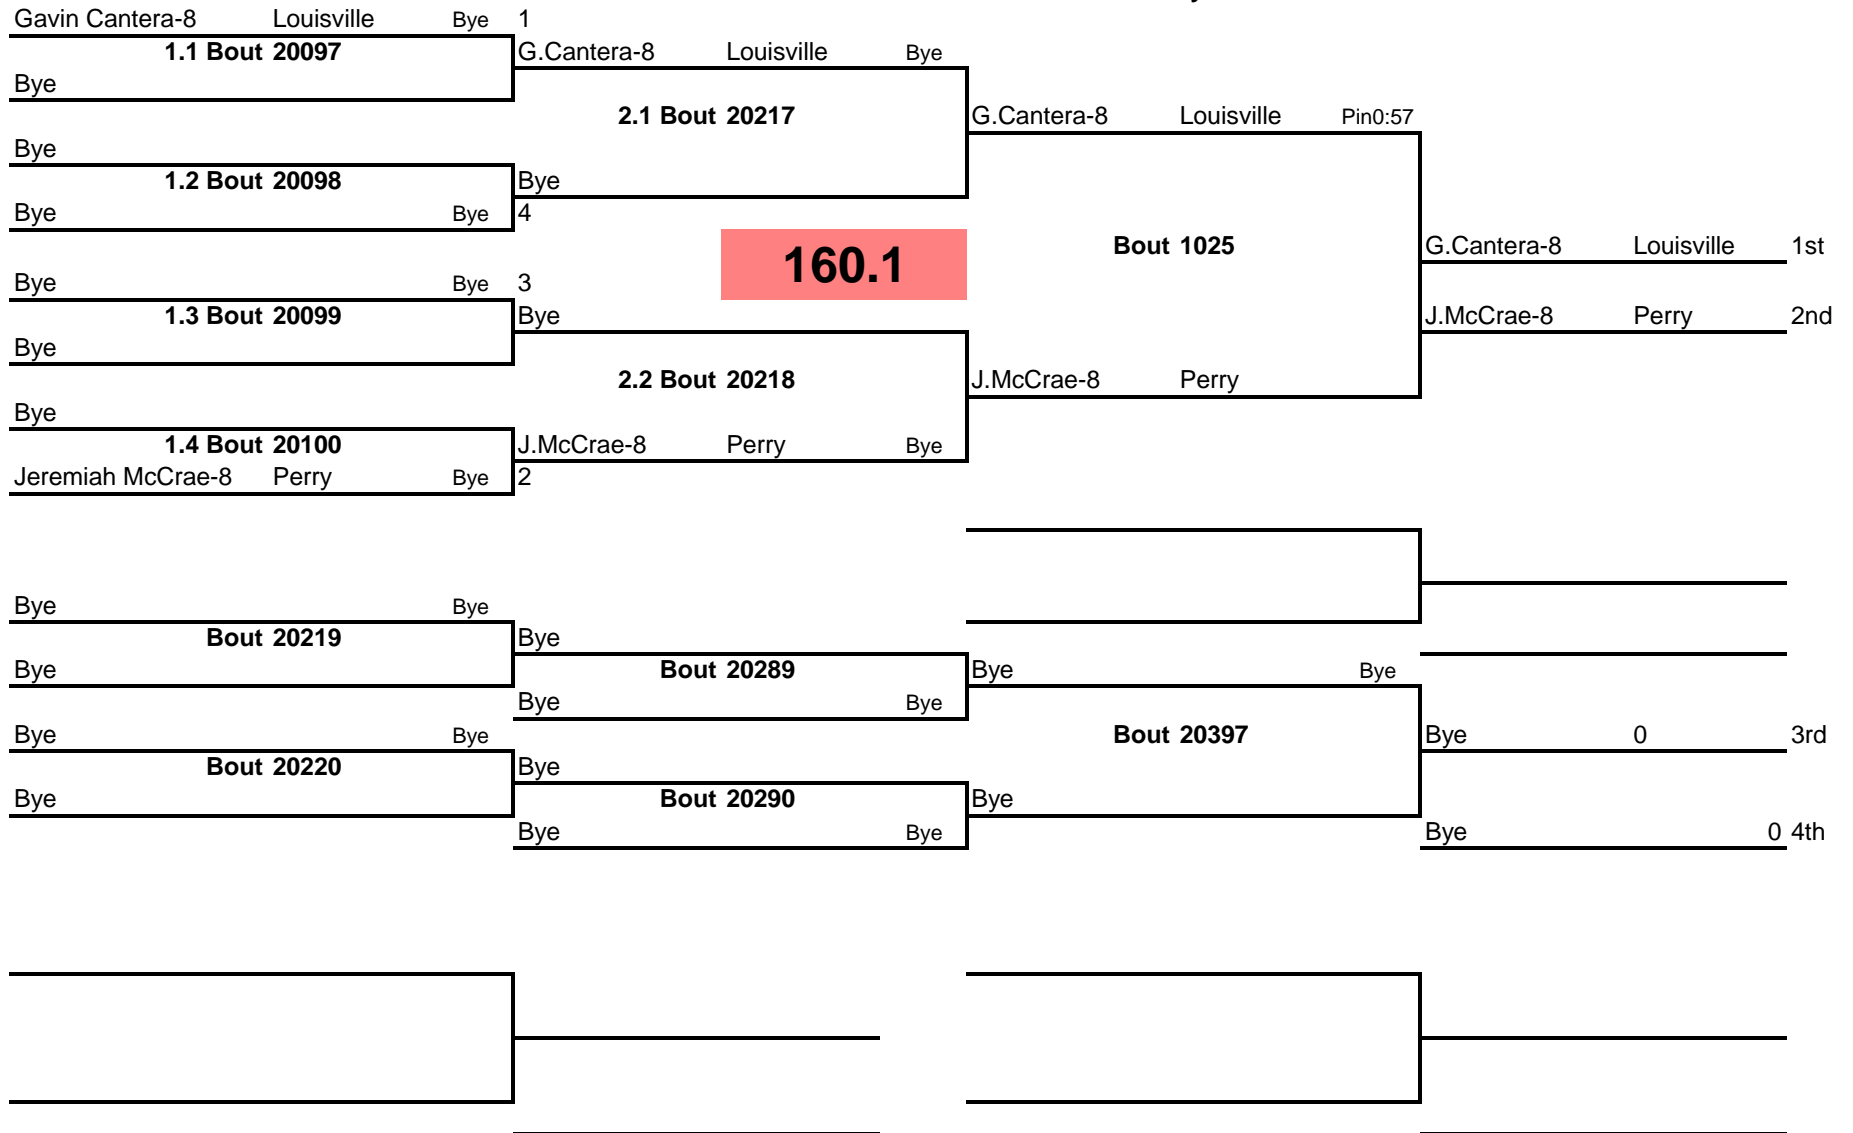 Gavin Cantera-8 Louisville Bye 1
1.1 Bout 20097 G.Cantera-8 Louisville Bye
Bye
2.1 Bout 20217 G.Cantera-8 Louisville Pin0:57
Bye
1.2 Bout 20098 Bye
Bye Bye 4
160.1 Bout 1025 G.Cantera-8 Louisville 1st
Bye Bye 3
1.3 Bout 20099 Bye J.McCrae-8 Perry 2nd
Bye
2.2 Bout 20218 J.McCrae-8 Perry
Bye
1.4 Bout 20100 J.McCrae-8 Perry Bye
Jeremiah McCrae-8 Perry Bye 2
Bye Bye
Bout 20219 Bye
Bye Bout 20289 Bye Bye
Bye Bye
Bye Bye Bout 20397 Bye 0 3rd
Bout 20220 Bye
Bye Bout 20290 Bye
Bye Bye Bye 0 4th